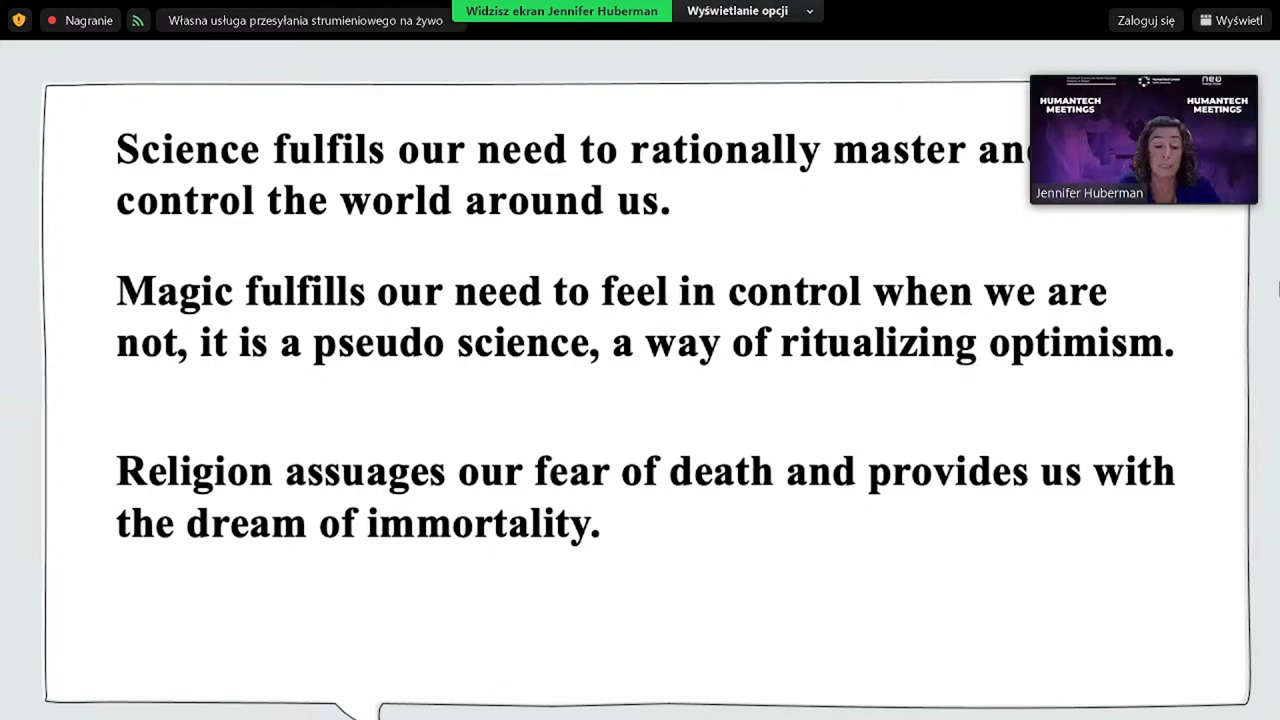 Nagranie
Własna usługa przesyłania strumieniowego na żywo
Widzisz ekran Jennifer Huberman
Wyświetlanie opcji
Zaloguj się
Wyświetl
Science fulfils our need to rationally master and
control the world around us.
Magic fulfills our need to feel in control when we are
not, it is a pseudo science, a way of ritualizing optimism.
Religion assuages our fear of death and provides us with
the dream of immortality.
HUMANTECH
MEETINGS
HUMANTECH
MEETINGS
Jennifer Huberman